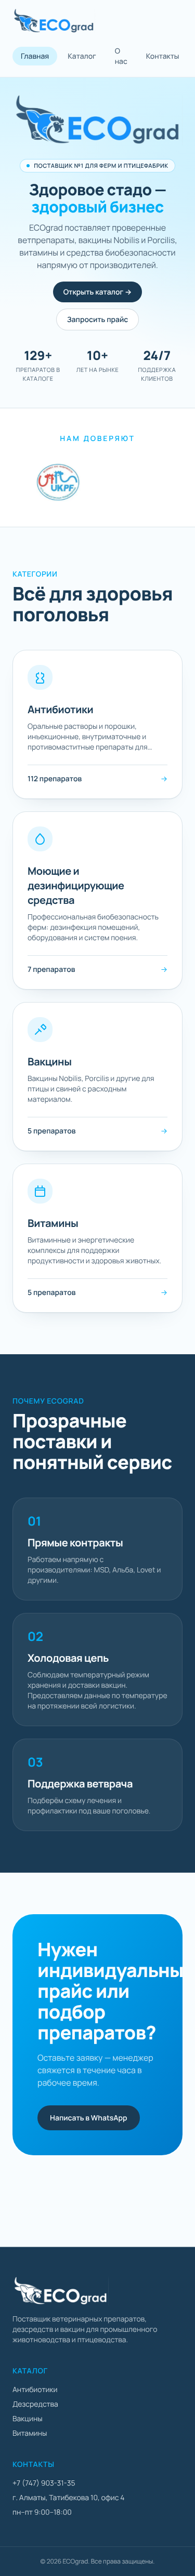 ECOgrad
Главная
Каталог
О
нас
Контакты
ECOgrad
ПОСТАВЩИК №1 ДЛЯ ФЕРМ И ПТИЦЕФАБРИК
Здоровое стадо —
здоровый бизнес
ECOgrad поставляет проверенные
ветпрепараты, вакцины Nobilis и Porcilis,
витамины и средства биобезопасности
напрямую от производителей.
Открыть каталог →
Запросить прайс
129+
ПРЕПАРАТОВ В
КАТАЛОГЕ
10+
ЛЕТ НА РЫНКЕ
24/7
ПОДДЕРЖКА
КЛИЕНТОВ
НАМ ДОВЕРЯЮТ
UKPF
КАТЕГОРИИ
Всё для здоровья
поголовья
Антибиотики
Оральные растворы и порошки,
инъекционные, внутриматочные и
противомаститные препараты для…
112 препаратов
→
Моющие и
дезинфицирующие
средства
Профессиональная биобезопасность
ферм: дезинфекция помещений,
оборудования и систем поения.
7 препаратов
→
Вакцины
Вакцины Nobilis, Porcilis и другие для
птицы и свиней с расходным
материалом.
5 препаратов
→
Витамины
Витаминные и энергетические
комплексы для поддержки
продуктивности и здоровья животных.
5 препаратов
→
ПОЧЕМУ ECOGRAD
Прозрачные
поставки и
понятный сервис
01
Прямые контракты
Работаем напрямую с
производителями: MSD, Альба, Lovet и
другими.
02
Холодовая цепь
Соблюдаем температурный режим
хранения и доставки вакцин.
Предоставляем данные по температуре
на протяжении всей логистики.
03
Поддержка ветврача
Подберём схему лечения и
профилактики под ваше поголовье.
Нужен
индивидуальны
прайс или
подбор
препаратов?
Оставьте заявку — менеджер
свяжется в течение часа в
рабочее время.
Написать в WhatsApp
ECOgrad
Поставщик ветеринарных препаратов,
дезсредств и вакцин для промышленного
животноводства и птицеводства.
КАТАЛОГ
Антибиотики
Дезсредства
Вакцины
Витамины
КОНТАКТЫ
+7 (747) 903-31-35
г. Алматы, Татибекова 10, офис 4
пн–пт 9:00–18:00
© 2026 ECOgrad. Все права защищены.